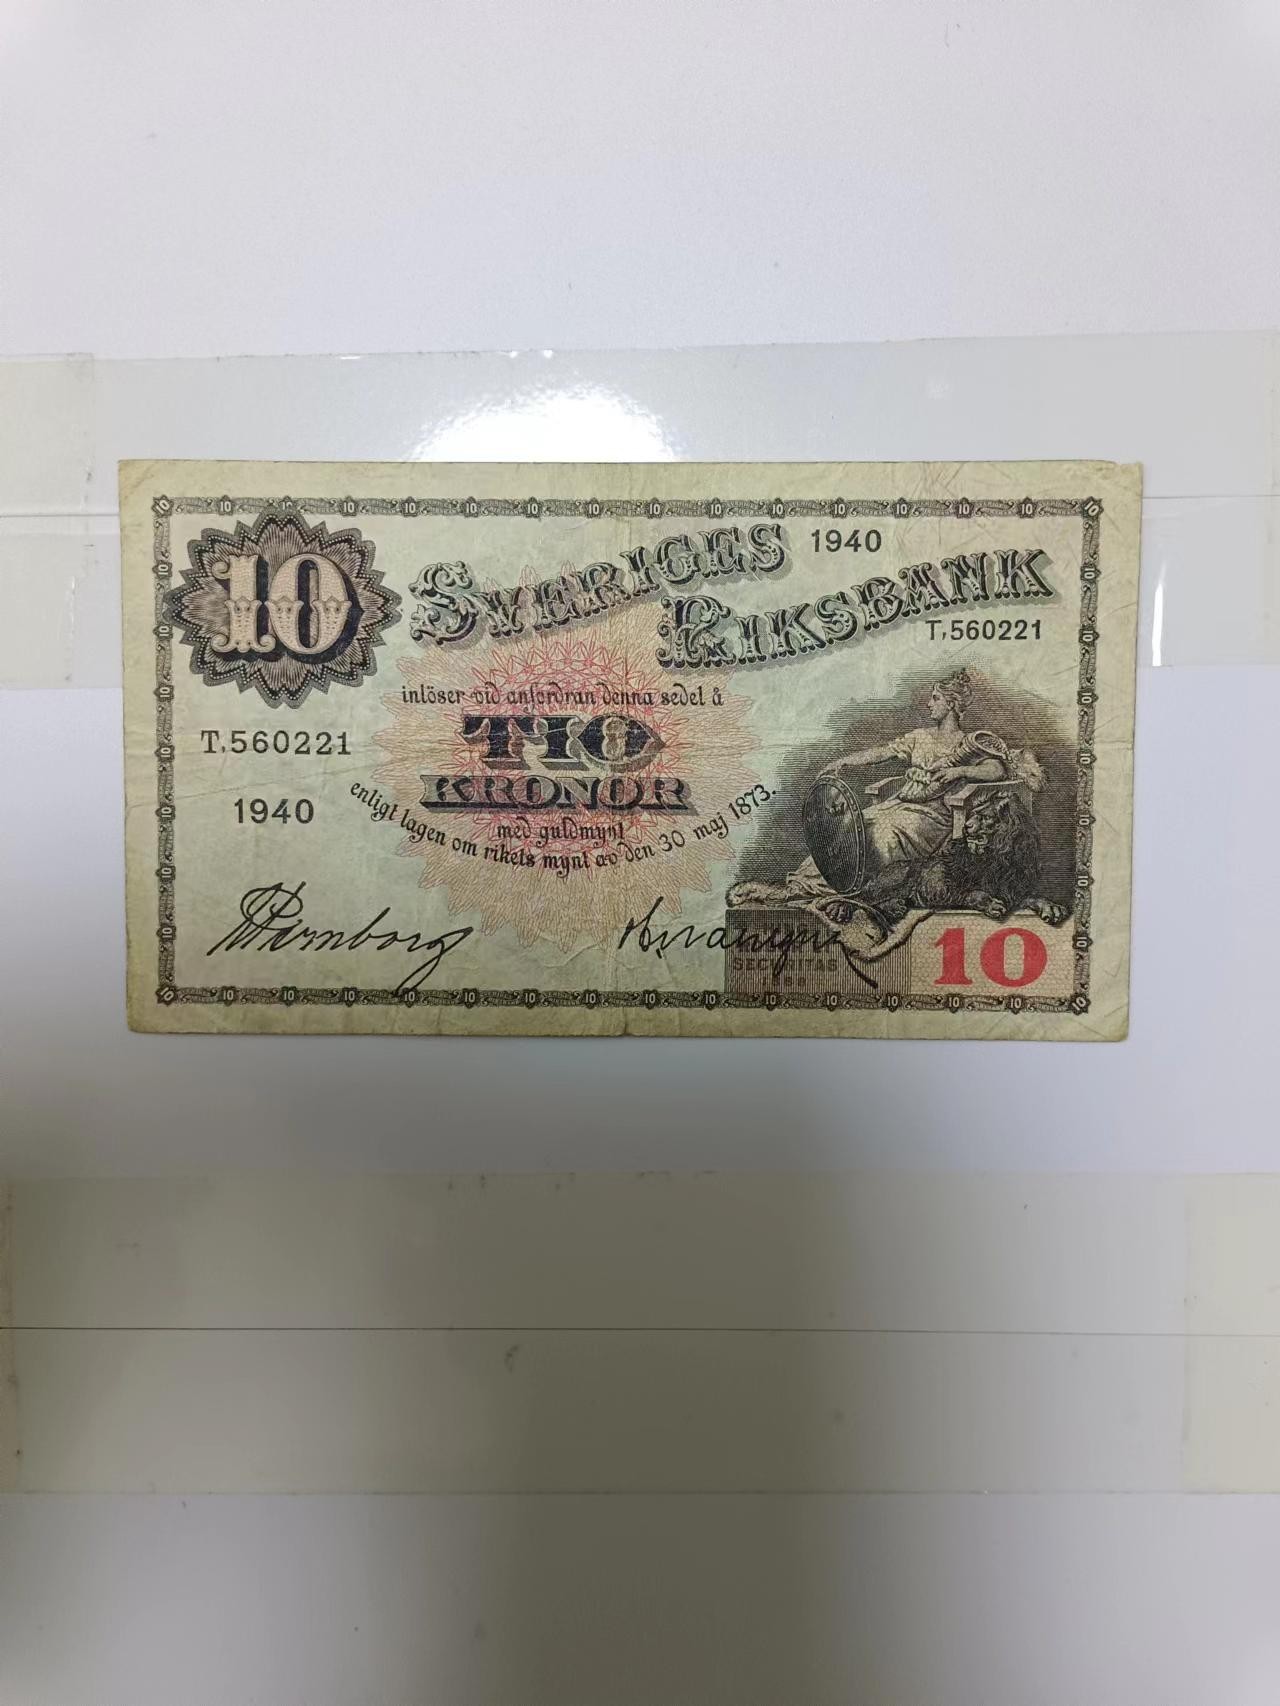 10
SVERIGES
1940
RIKSBANK
T,560221
inlöser vid anfordran denna sedel å
TIO
T,560221
KRONOR
1940
med guldmynt
enligt lagen om rikets mynt av den 30 maj 1873.
SECURITAS
10